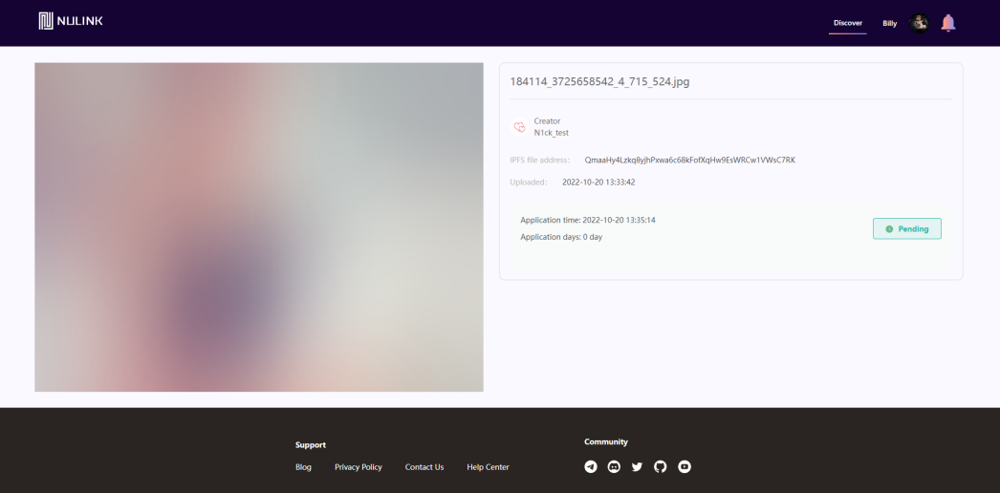 NULINK
Discover
Billy
184114_3725658542_4_715_524.jpg
Creator
N1ck_test
IPFS file address: QmaaHy4Lzkq8yjhPxwa6c68kFofXqHw9EsWRCw1VWsC7RK
Uploaded: 2022-10-20 13:33:42
Application time: 2022-10-20 13:35:14
Pending
Application days: 0 day
Support
Community
Blog Privacy Policy Contact Us Help Center